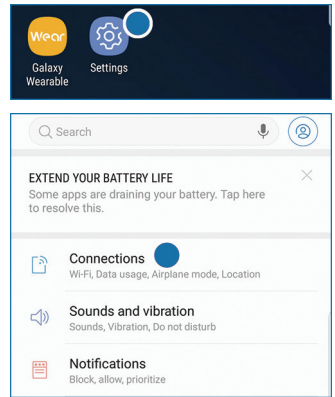 Wear
Galaxy
Wearable
Settings
Search
EXTEND YOUR BATTERY LIFE
Some apps are draining your battery. Tap here
to resolve this.
Connections
Wi-Fi, Data usage, Airplane mode, Location
Sounds and vibration
Sounds, Vibration, Do not disturb
Notifications
Block, allow, prioritize